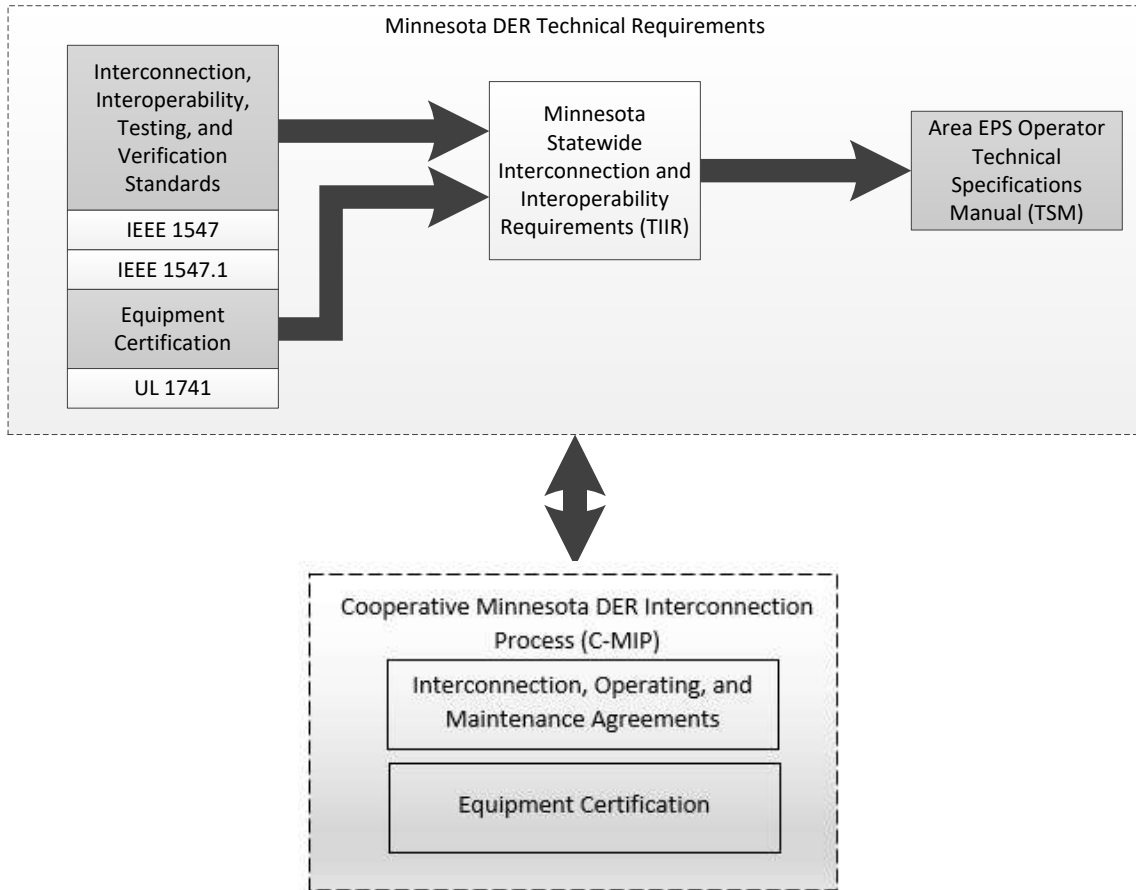 Minnesota DER Technical Requirements
Interconnection,
Interoperability,
Testing, and
Verification
Standards
IEEE 1547
IEEE 1547.1
Equipment
Certification
UL 1741
Minnesota
Statewide
Interconnection and
Interoperability
Requirements (TIIR)
Area EPS Operator
Technical
Specifications
Manual (TSM)
Cooperative Minnesota DER Interconnection
Process (C-MIP)
Interconnection, Operating, and
Maintenance Agreements
Equipment Certification